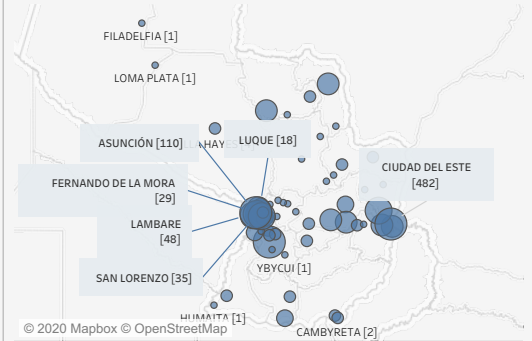 FILADELFIA [1]
LOMA PLATA [1]
ASUNCIÓN [110]
LUQUE [18]
CIUDAD DEL ESTE
[482]
FERNANDO DE LA MORA
[29]
LAMBARE
[48]
SAN LORENZO [35]
YBYCUI [1]
HUMAITA [1]
CAMBYRETA [2]
© 2020 Mapbox © OpenStreetMap